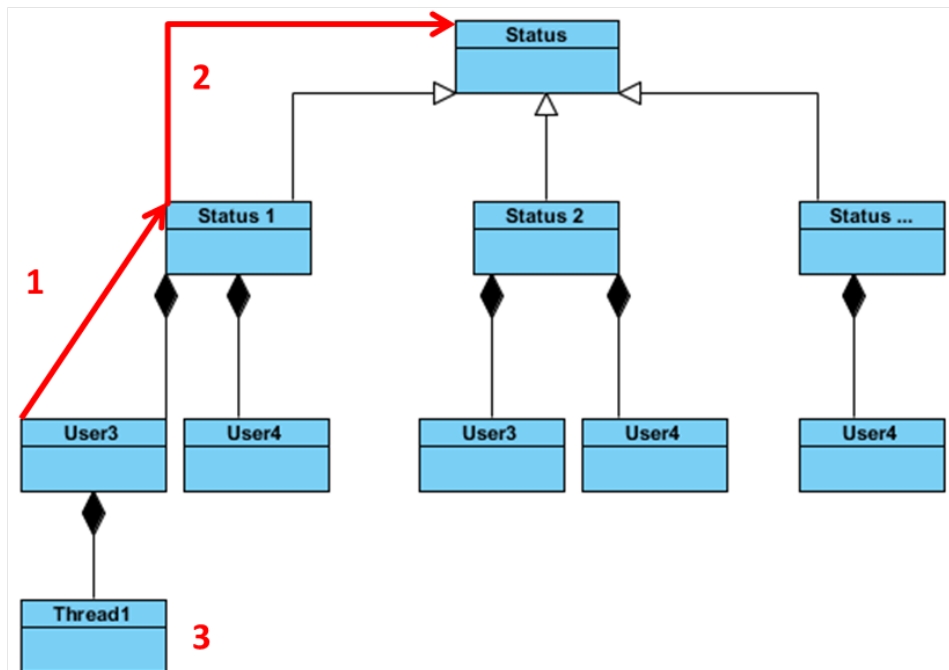 Status
2
Status 1
Status 2
Status ...
1
User3
User4
User3
User4
User4
Thread1
3